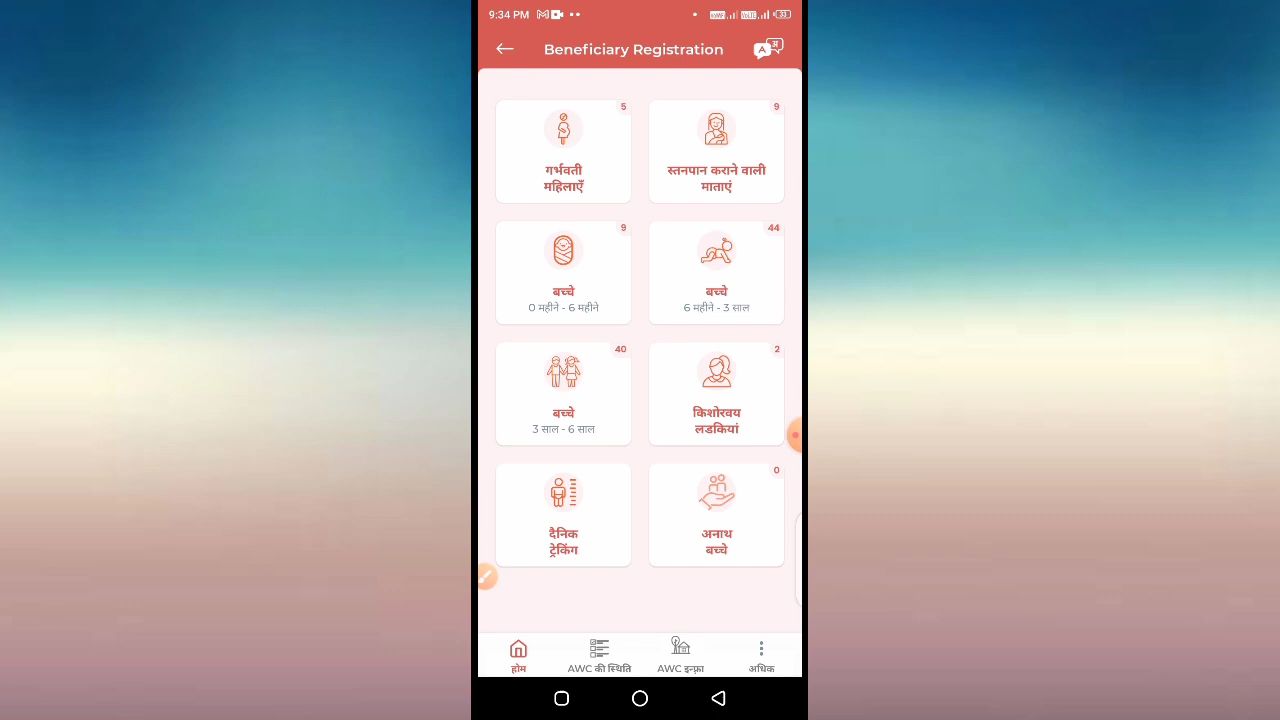 9:34 PM
33
Beneficiary Registration
A अ
5
गर्भवती
महिलाएँ
9
स्तनपान कराने वाली
माताएं
9
बच्चे
0 महीने - 6 महीने
44
बच्चे
6 महीने - 3 साल
40
बच्चे
3 साल - 6 साल
2
किशोरवय
लडकियां
दैनिक
ट्रेकिंग
0
अनाथ
बच्चे
होम
AWC की स्थिति
AWC इन्फ्रा
अधिक